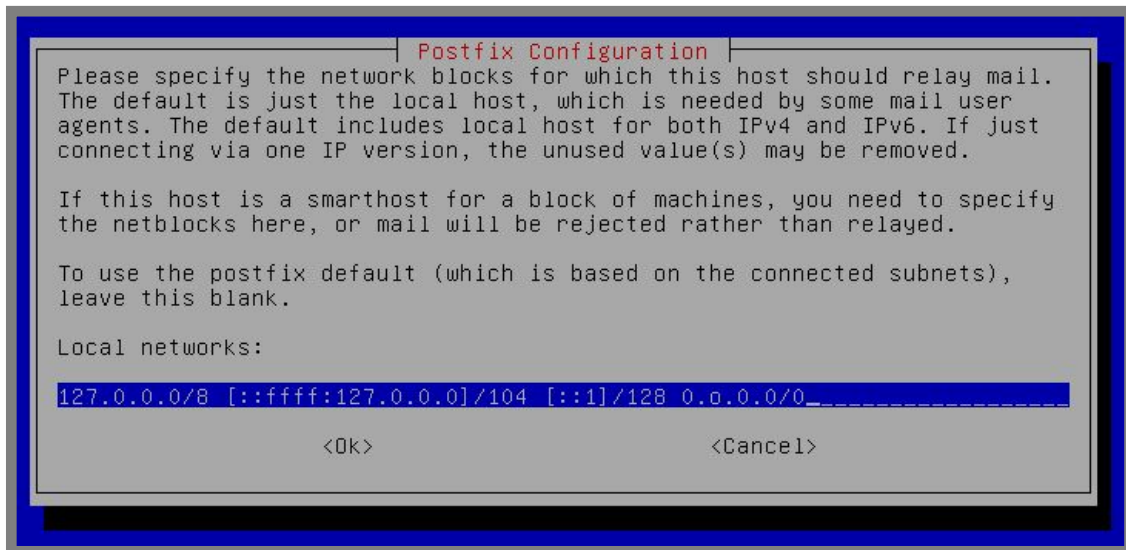 Postfix Configuration
Please specify the network blocks for which this host should relay mail.
The default is just the local host, which is needed by some mail user
agents. The default includes local host for both IPv4 and IPv6. If just
connecting via one IP version, the unused value(s) may be removed.
If this host is a smarthost for a block of machines, you need to specify
the netblocks here, or mail will be rejected rather than relayed.
To use the postfix default (which is based on the connected subnets),
leave this blank.
Local networks:
127.0.0.0/8 [::ffff:127.0.0.0]/104 [::1]/128 0.o.0.0/0
<Ok> <Cancel>